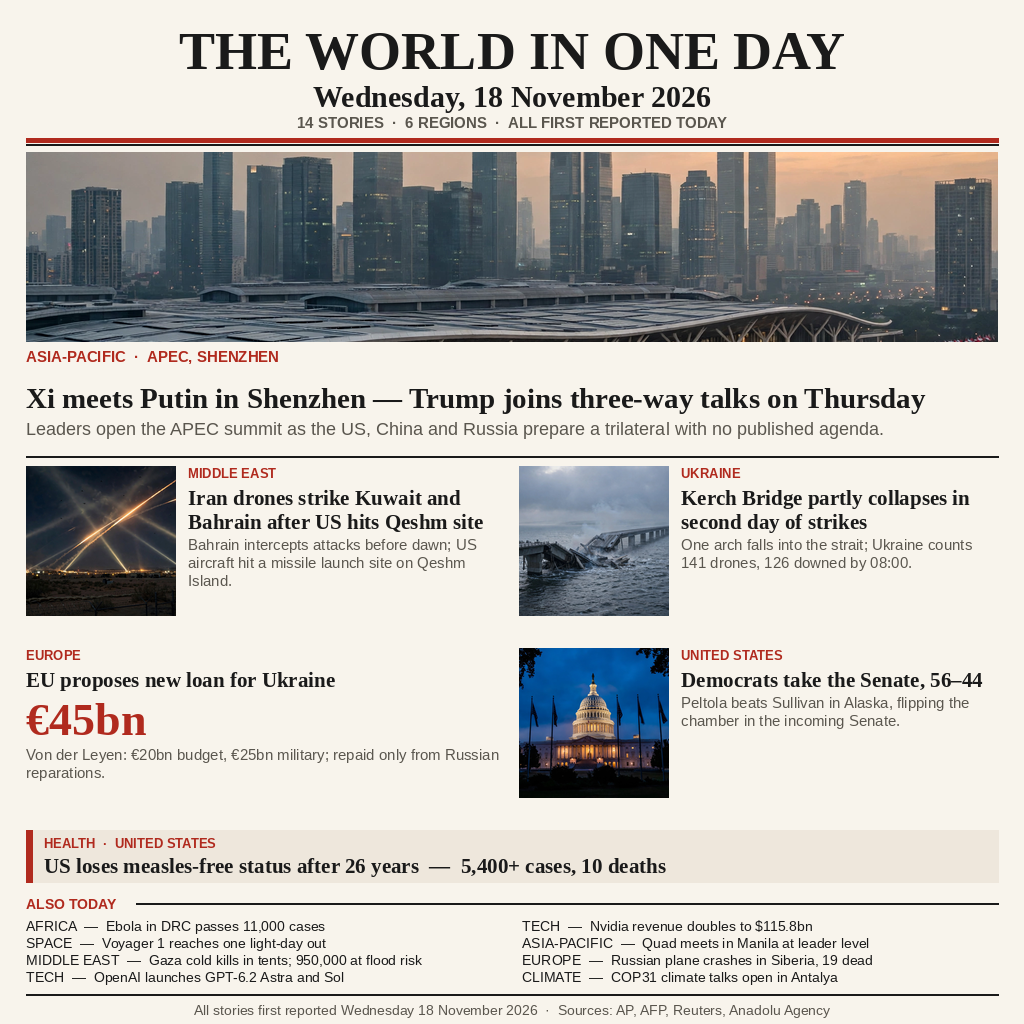 THE WORLD IN ONE DAY
Wednesday, 18 November 2026
14 STORIES · 6 REGIONS · ALL FIRST REPORTED TODAY
ASIA-PACIFIC · APEC, SHENZHEN
Xi meets Putin in Shenzhen — Trump joins three-way talks on Thursday
Leaders open the APEC summit as the US, China and Russia prepare a trilateral with no published agenda.
MIDDLE EAST
Iran drones strike Kuwait and
Bahrain after US hits Qeshm site
Bahrain intercepts attacks before dawn; US
aircraft hit a missile launch site on Qeshm
Island.
UKRAINE
Kerch Bridge partly collapses in
second day of strikes
One arch falls into the strait; Ukraine counts
141 drones, 126 downed by 08:00.
EUROPE
EU proposes new loan for Ukraine
€45bn
Von der Leyen: €20bn budget, €25bn military; repaid only from Russian
reparations.
UNITED STATES
Democrats take the Senate, 56–44
Peltola beats Sullivan in Alaska, flipping the
chamber in the incoming Senate.
HEALTH · UNITED STATES
US loses measles-free status after 26 years — 5,400+ cases, 10 deaths
ALSO TODAY
AFRICA — Ebola in DRC passes 11,000 cases
SPACE — Voyager 1 reaches one light-day out
MIDDLE EAST — Gaza cold kills in tents; 950,000 at flood risk
TECH — OpenAI launches GPT-6.2 Astra and Sol
TECH — Nvidia revenue doubles to $115.8bn
ASIA-PACIFIC — Quad meets in Manila at leader level
EUROPE — Russian plane crashes in Siberia, 19 dead
CLIMATE — COP31 climate talks open in Antalya
All stories first reported Wednesday 18 November 2026 · Sources: AP, AFP, Reuters, Anadolu Agency